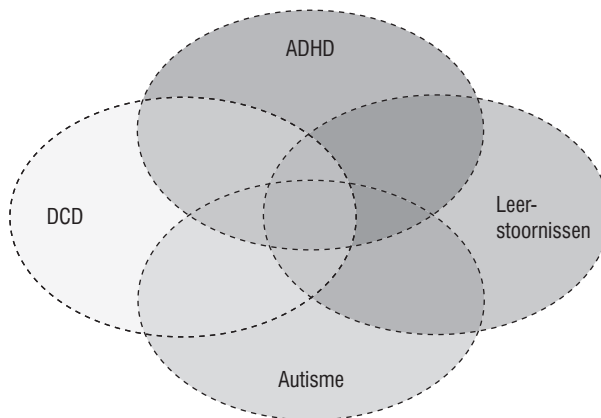 ADHD
DCD
Leer-
stoornissen
Autisme